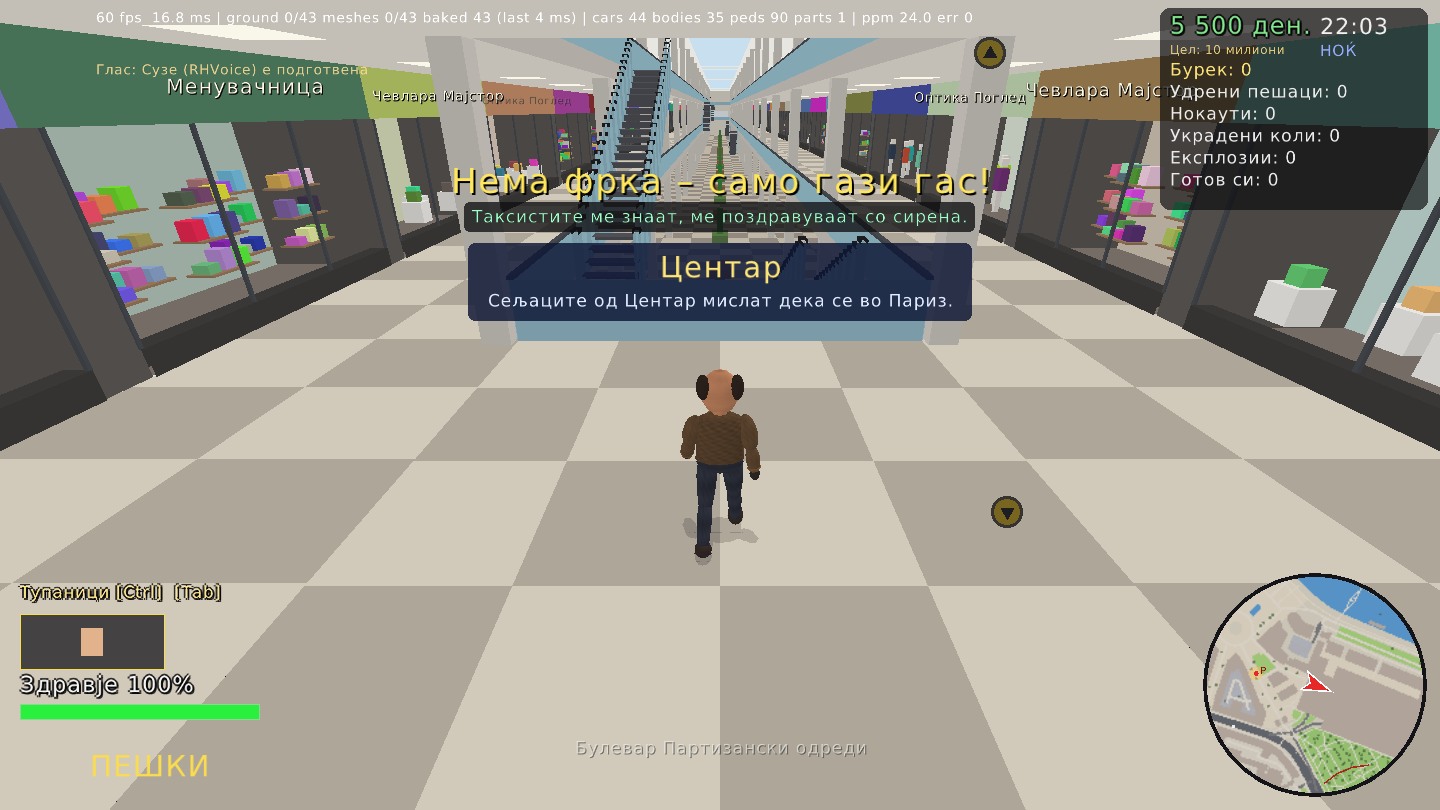 60 fps 16.8 ms | ground 0/43 meshes 0/43 baked 43 (last 4 ms) | cars 44 bodies 35 peds 90 parts 1 | ppm 24.0 err 0
5 500 ден. 22:03
Цел: 10 милиони НОЌ
Бурек: 0
Удрени пешаци: 0
Нокаути: 0
Украдени коли: 0
Експлозии: 0
Готов си: 0
Глас: Сузе (RHVoice) е подготвена
Менувачница
Чевлара Мајстор
Оптика Поглед
Чевлара Мајст
Нема фрка – само гази гас!
Таксистите ме знаат, ме поздравуваат со сирена.
Центар
Сељаците од Центар мислат дека се во Париз.
Тупаници [Ctrl] [Tab]
Здравје 100%
ПЕШКИ
Булевар Партизански одреди
P